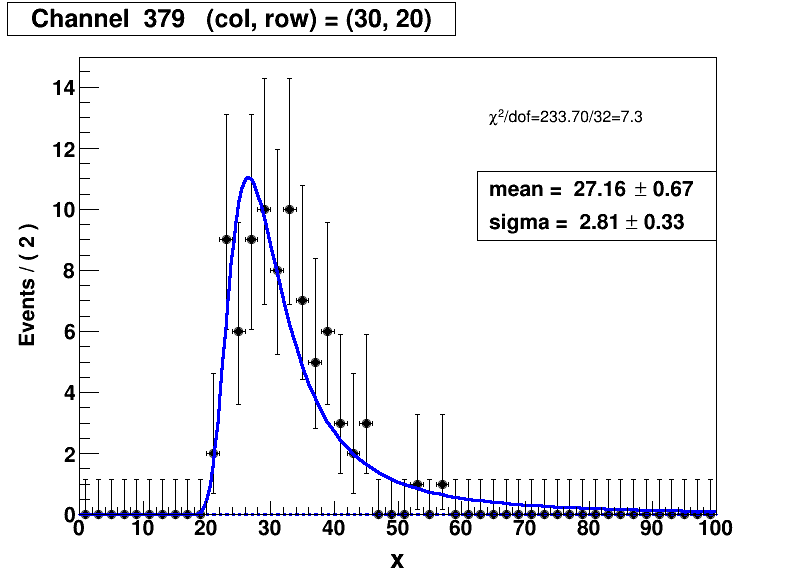 Channel 379 (col, row) = (30, 20)
χ²/dof=233.70/32=7.3
mean = 27.16 ± 0.67
sigma = 2.81 ± 0.33
Events / ( 2 )
14
12
10
8
6
4
2
0
0 10 20 30 40 50 60 70 80 90 100
x